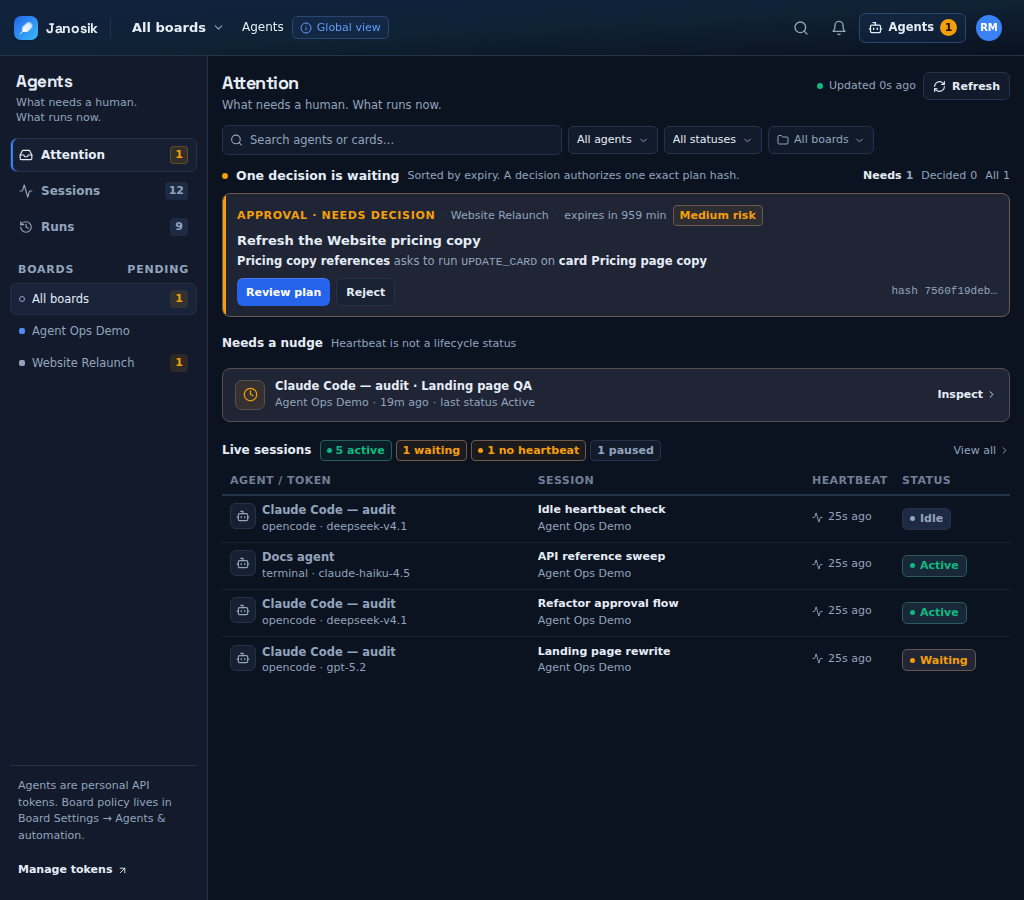 Janosik
All boards
Agents
Global view
Agents 1
RM
Agents
What needs a human.
What runs now.
Attention 1
Sessions 12
Runs 9
BOARDS PENDING
All boards 1
Agent Ops Demo
Website Relaunch 1
Agents are personal API
tokens. Board policy lives in
Board Settings → Agents &
automation.
Manage tokens
Attention
What needs a human. What runs now.
Updated 0s ago
Refresh
Search agents or cards...
All agents
All statuses
All boards
One decision is waiting Sorted by expiry. A decision authorizes one exact plan hash.
Needs 1 Decided 0 All 1
APPROVAL · NEEDS DECISION Website Relaunch expires in 959 min Medium risk
Refresh the Website pricing copy
Pricing copy references asks to run UPDATE_CARD on card Pricing page copy
Review plan Reject hash 7560f19deb…
Needs a nudge Heartbeat is not a lifecycle status
Claude Code — audit · Landing page QA
Agent Ops Demo · 19m ago · last status Active
Inspect
Live sessions 5 active 1 waiting 1 no heartbeat 1 paused View all
AGENT / TOKEN SESSION HEARTBEAT STATUS
Claude Code — audit Idle heartbeat check
opencode · deepseek-v4.1 Agent Ops Demo
25s ago Idle
Docs agent API reference sweep
terminal · claude-haiku-4.5 Agent Ops Demo
25s ago Active
Claude Code — audit Refactor approval flow
opencode · deepseek-v4.1 Agent Ops Demo
25s ago Active
Claude Code — audit Landing page rewrite
opencode · gpt-5.2 Agent Ops Demo
25s ago Waiting